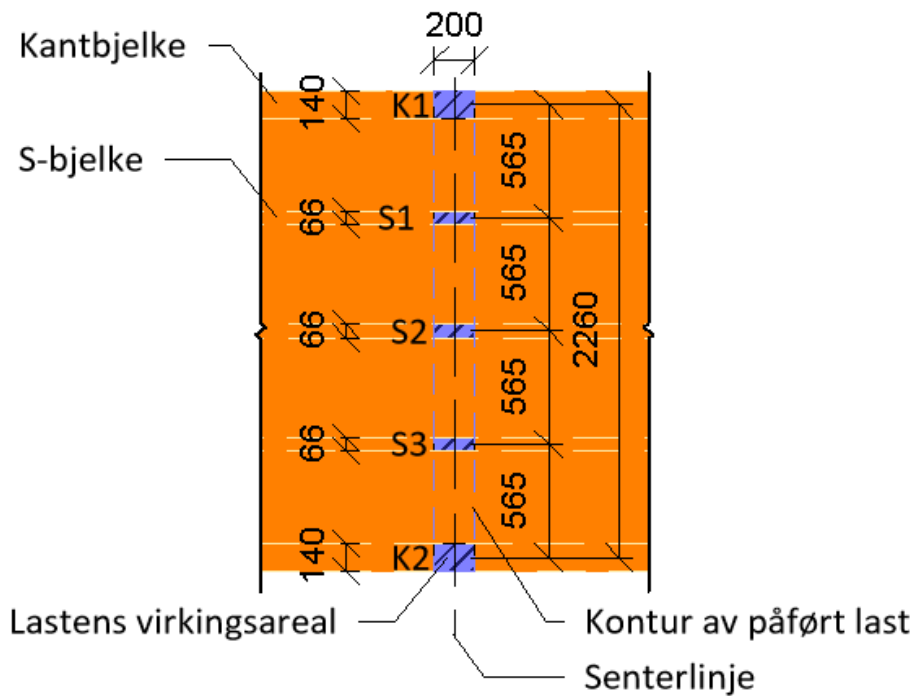 200
Kantbjelke
140
K1
565
S-bjelke
66
S1
565
66
S2
2260
565
66
S3
565
140
K2
Lastens virkingsareal
Kontur av påført last
Senterlinje